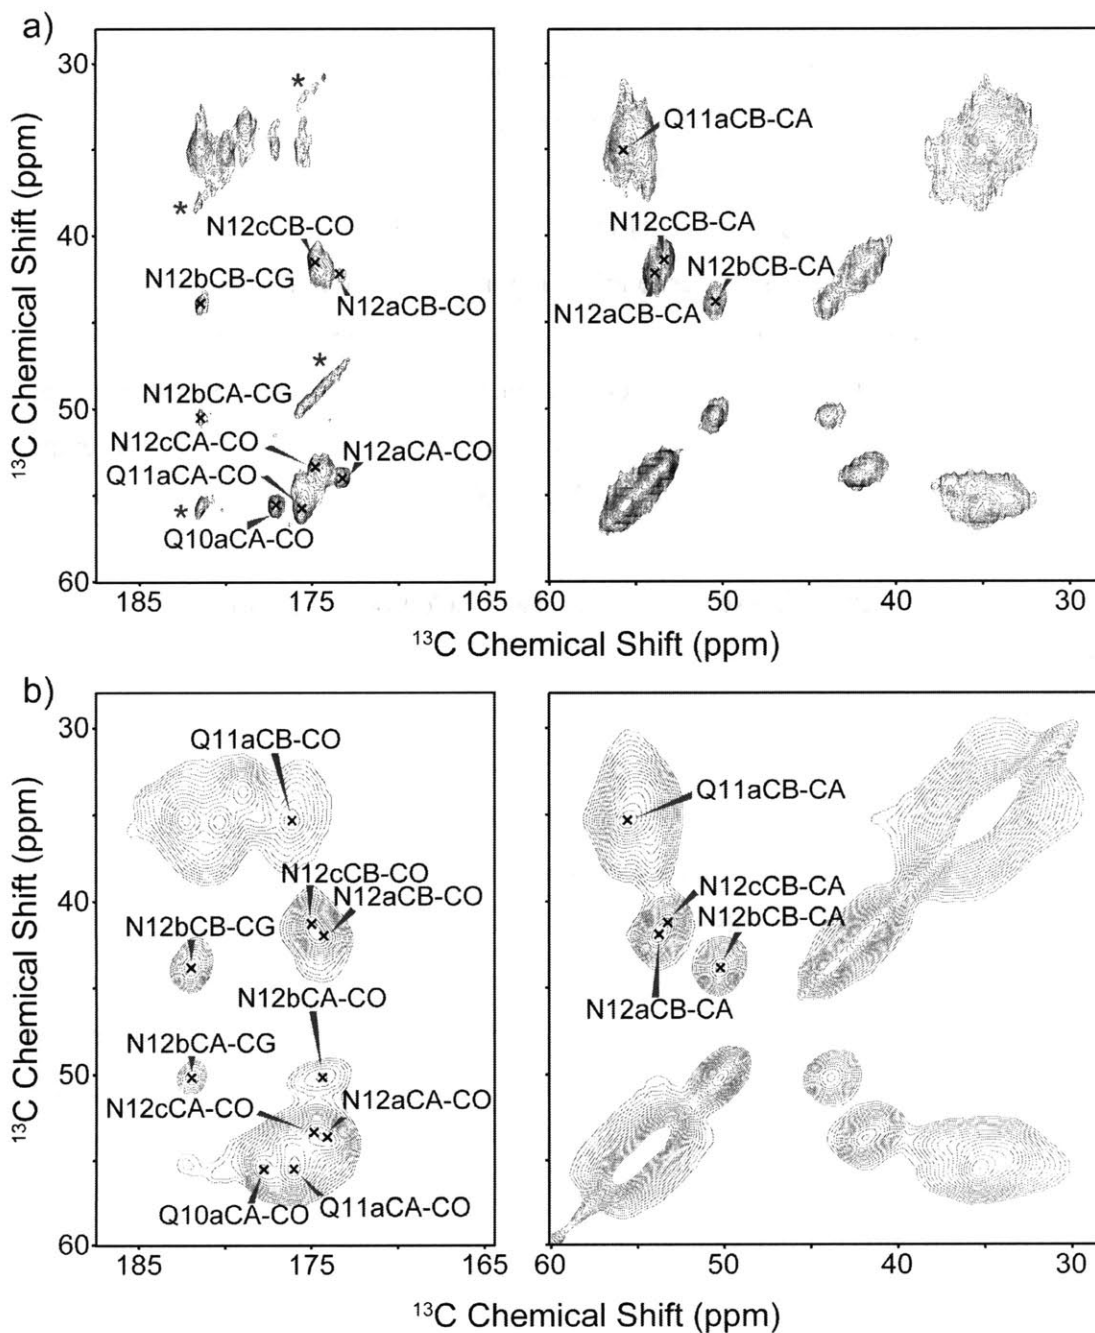 a)
30
40
50
60
13C Chemical Shift (ppm)
*
*
N12cCB-CO
N12bCB-CG
N12aCB-CO
*
N12bCA-CG
N12cCA-CO
N12aCA-CO
Q11aCA-CO
*
Q10aCA-CO
185
175
165
Q11aCB-CA
N12cCB-CA
N12bCB-CA
N12aCB-CA
60
50
40
30
13C Chemical Shift (ppm)
b)
30
40
50
60
13C Chemical Shift (ppm)
Q11aCB-CO
N12cCB-CO
N12aCB-CO
N12bCB-CG
N12bCA-CO
N12bCA-CG
N12aCA-CO
N12cCA-CO
Q11aCA-CO
Q10aCA-CO
185
175
165
Q11aCB-CA
N12cCB-CA
N12bCB-CA
N12aCB-CA
60
50
40
30
13C Chemical Shift (ppm)